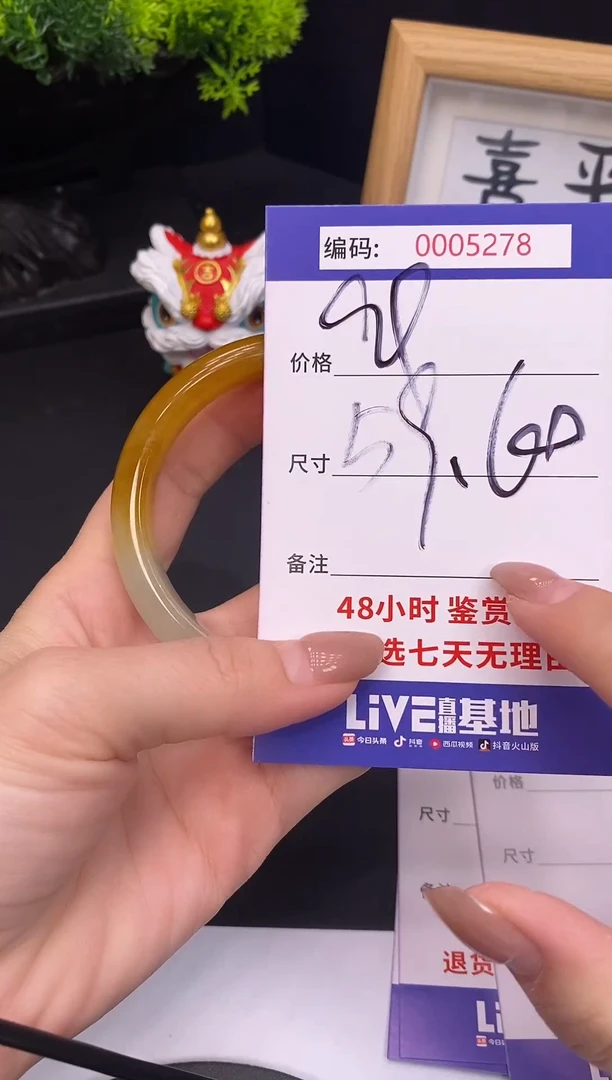 喜平
编码: 0005278
价格
尺寸
备注
48小时 鉴赏
选七天无理由
LiVE直播基地
今日头条 抖音 西瓜视频 抖音火山版
价格
尺寸
尺寸
退货
Li